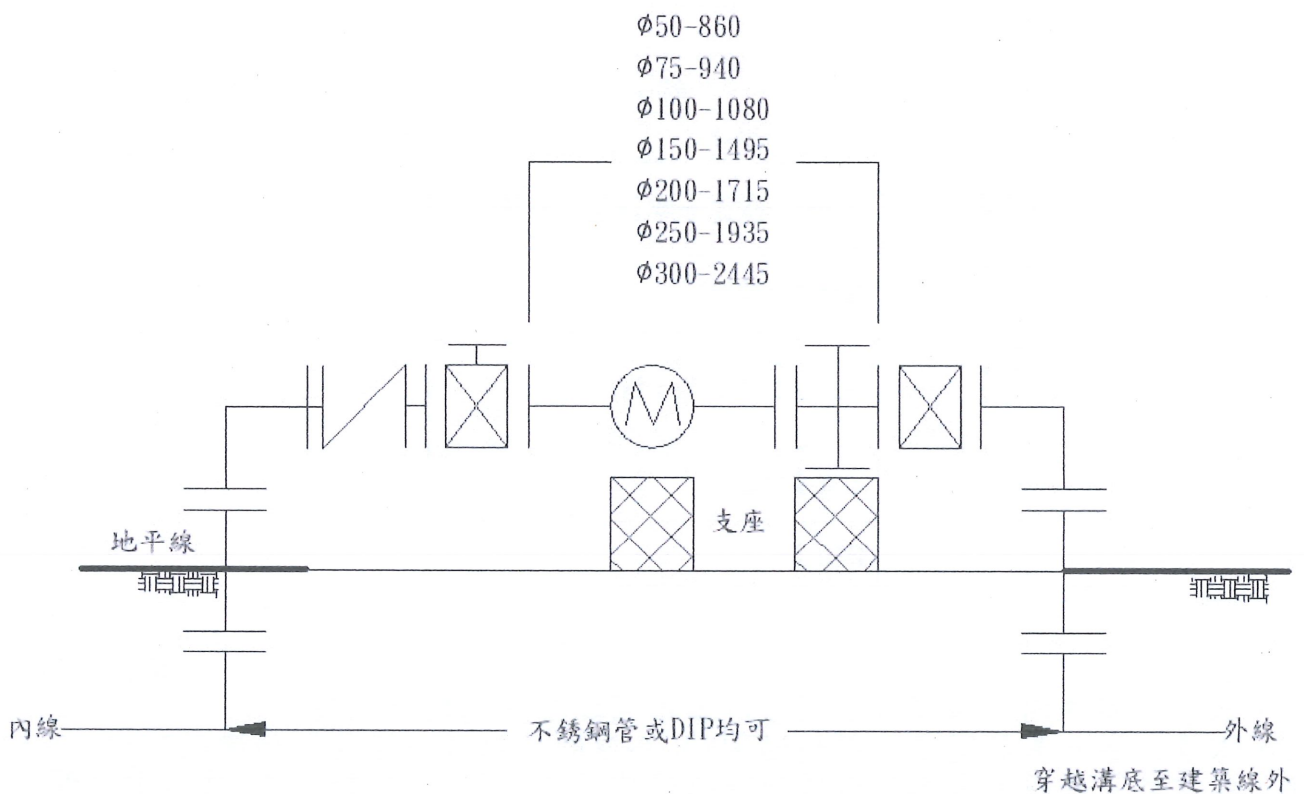 φ50-860
φ75-940
φ100-1080
φ150-1495
φ200-1715
φ250-1935
φ300-2445
M
支座
地平線
內線
不銹鋼管或DIP均可
外線
穿越溝底至建築線外